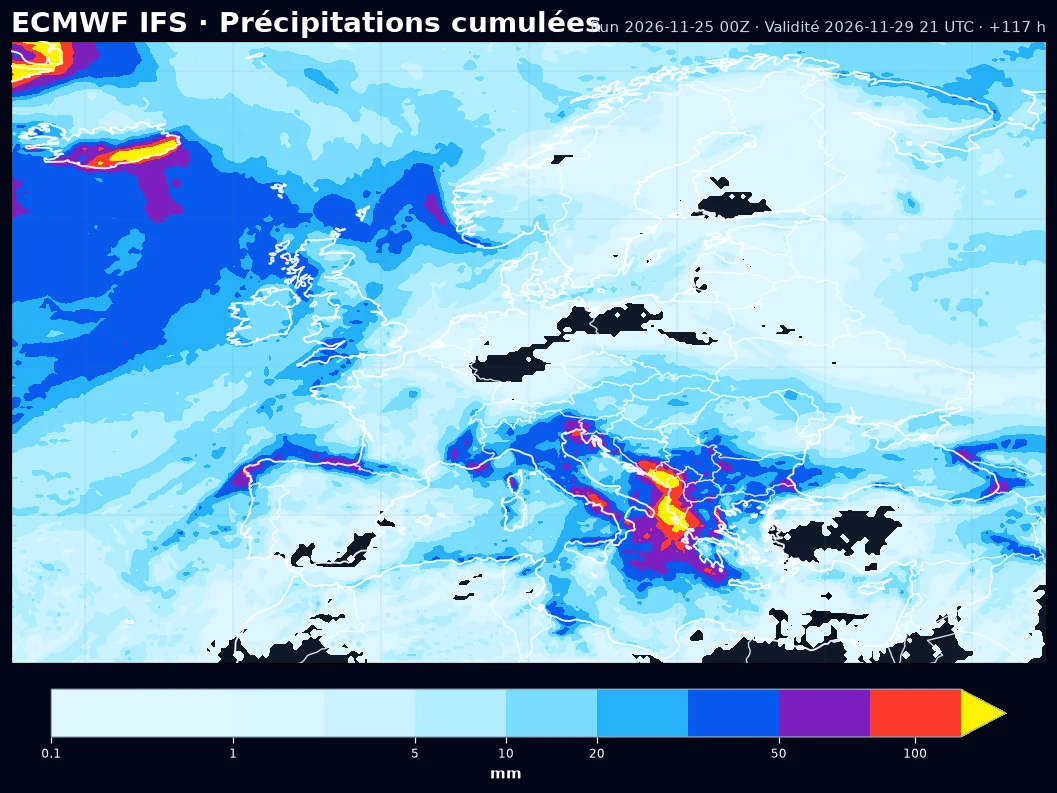 ECMWF IFS · Précipitations cumulées
Run 2026-11-25 00Z · Validité 2026-11-29 21 UTC · +117 h
0.1 1 5 10 20 50 100
mm